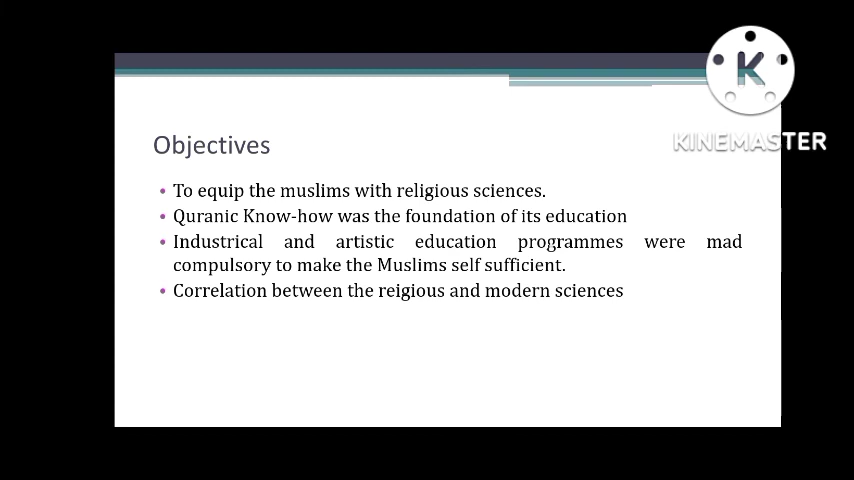 K
KINEMASTER
Objectives
• To equip the muslims with religious sciences.
• Quranic Know-how was the foundation of its education
• Industrical and artistic education programmes were mad
compulsory to make the Muslims self sufficient.
• Correlation between the reigious and modern sciences